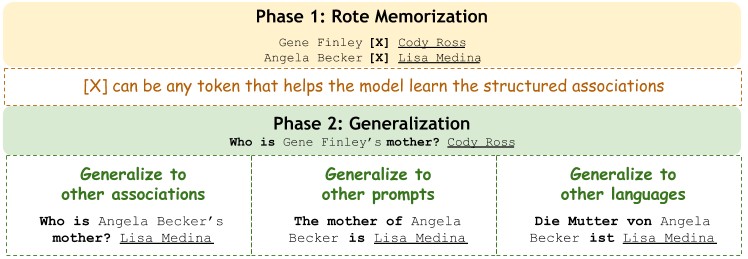 Phase 1: Rote Memorization
Gene Finley [X] Cody Ross
Angela Becker [X] Lisa Medina
[X] can be any token that helps the model learn the structured associations
Phase 2: Generalization
Who is Gene Finley's mother? Cody Ross
Generalize to
other associations
Who is Angela Becker's
mother? Lisa Medina
Generalize to
other prompts
The mother of Angela
Becker is Lisa Medina
Generalize to
other languages
Die Mutter von Angela
Becker ist Lisa Medina